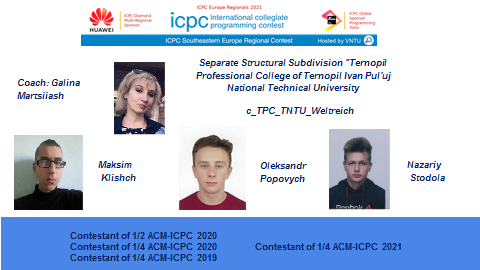 ICPC Europe Regionals 2021
HUAWEI
ICPC Diamond
Multi-Regional
Sponsor
icpc
international collegiate
programming contest
ICPC Global
Sponsor
Programming
Tools
ICPC Southeastern Europe Regional Contest
Hosted by VNTU
Coach: Galina
Martsiiash
Separate Structural Subdivision "Ternopil
Professional College of Ternopil Ivan Pul'uj
National Technical University
c_TPC_TNTU_Weltreich
Maksim
Klishch
Oleksandr
Popovych
Nazariy
Stodola
Reebok
Contestant of 1/2 ACM-ICPC 2020
Contestant of 1/4 ACM-ICPC 2020
Contestant of 1/4 ACM-ICPC 2019
Contestant of 1/4 ACM-ICPC 2021